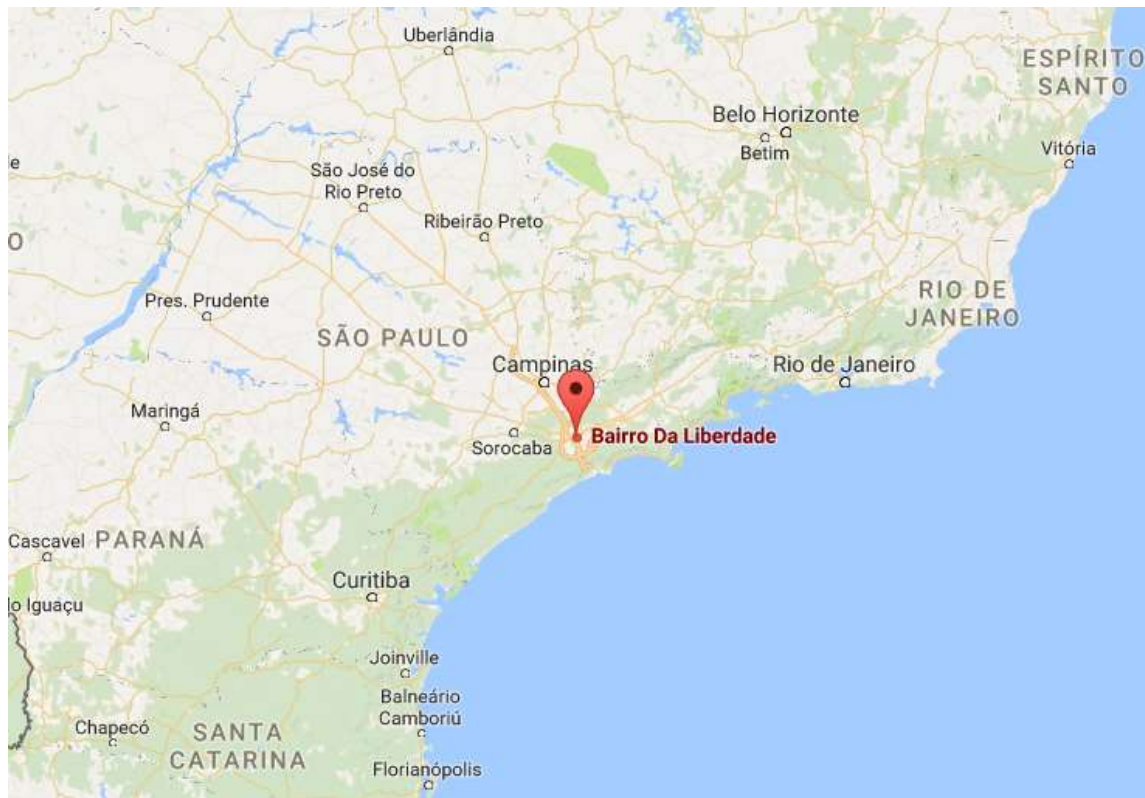 Uberlândia
ESPÍRITO
SANTO
Belo Horizonte
Betim
Vitória
São José do
Rio Preto
Ribeirão Preto
O
RIO DE
JANEIRO
Pres. Prudente
SÃO PAULO
Campinas
Rio de Janeiro
Maringá
Sorocaba
Bairro Da Liberdade
Cascavel
PARANÁ
Curitiba
lo Iguaçu
Joinville
Balneário
Camboriú
Chapecó
SANTA
CATARINA
Florianópolis